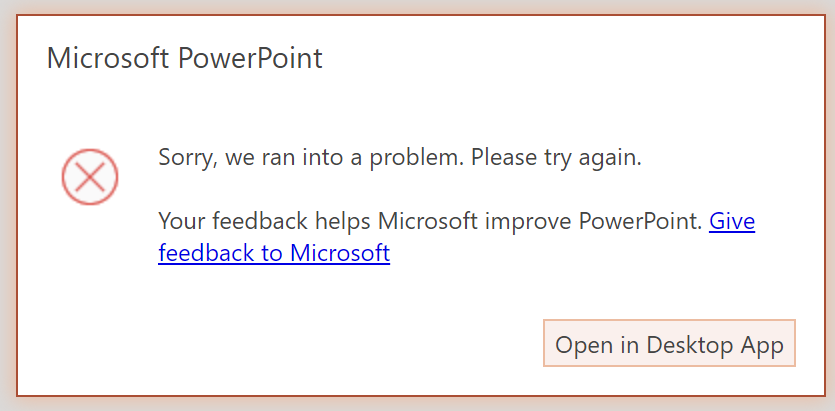 Microsoft PowerPoint
Sorry, we ran into a problem. Please try again.
Your feedback helps Microsoft improve PowerPoint. Give
feedback to Microsoft
Open in Desktop App